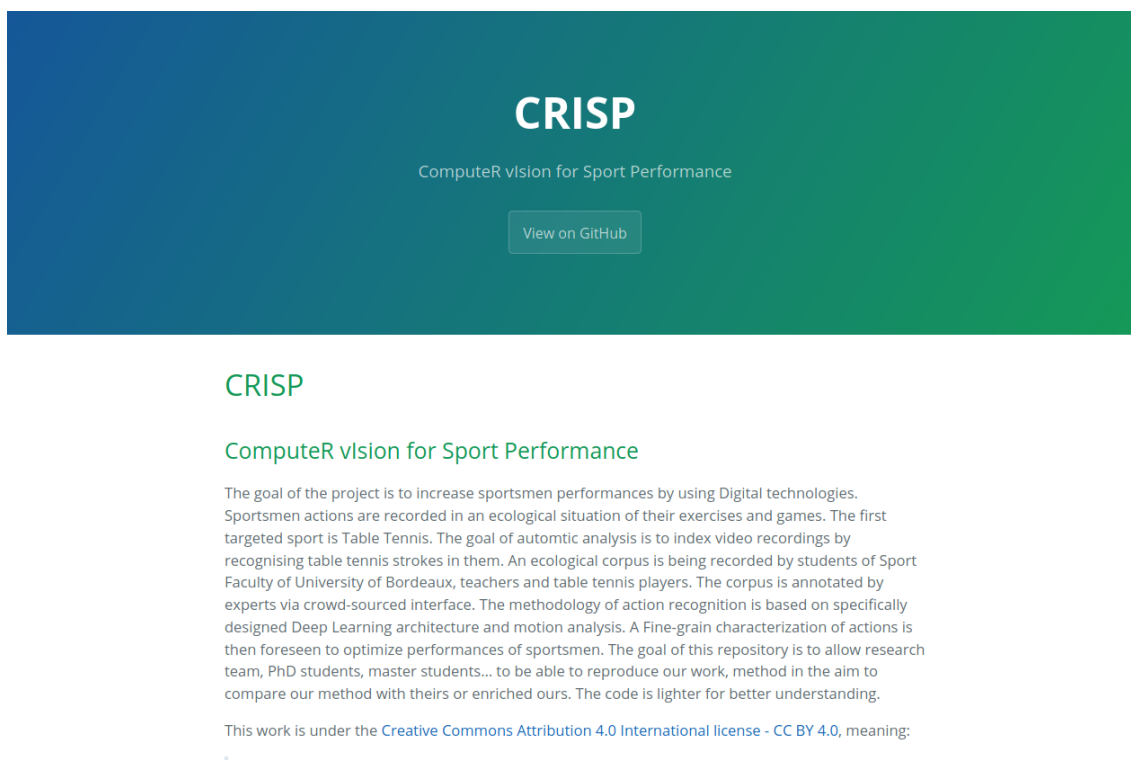 CRISP
ComputeR vIsion for Sport Performance
View on GitHub
CRISP
ComputeR vIsion for Sport Performance
The goal of the project is to increase sportsmen performances by using Digital technologies.
Sportsmen actions are recorded in an ecological situation of their exercises and games. The first
targeted sport is Table Tennis. The goal of automtic analysis is to index video recordings by
recognising table tennis strokes in them. An ecological corpus is being recorded by students of Sport
Faculty of University of Bordeaux, teachers and table tennis players. The corpus is annotated by
experts via crowd-sourced interface. The methodology of action recognition is based on specifically
designed Deep Learning architecture and motion analysis. A Fine-grain characterization of actions is
then foreseen to optimize performances of sportsmen. The goal of this repository is to allow research
team, PhD students, master students... to be able to reproduce our work, method in the aim to
compare our method with theirs or enriched ours. The code is lighter for better understanding.
This work is under the Creative Commons Attribution 4.0 International license - CC BY 4.0, meaning: